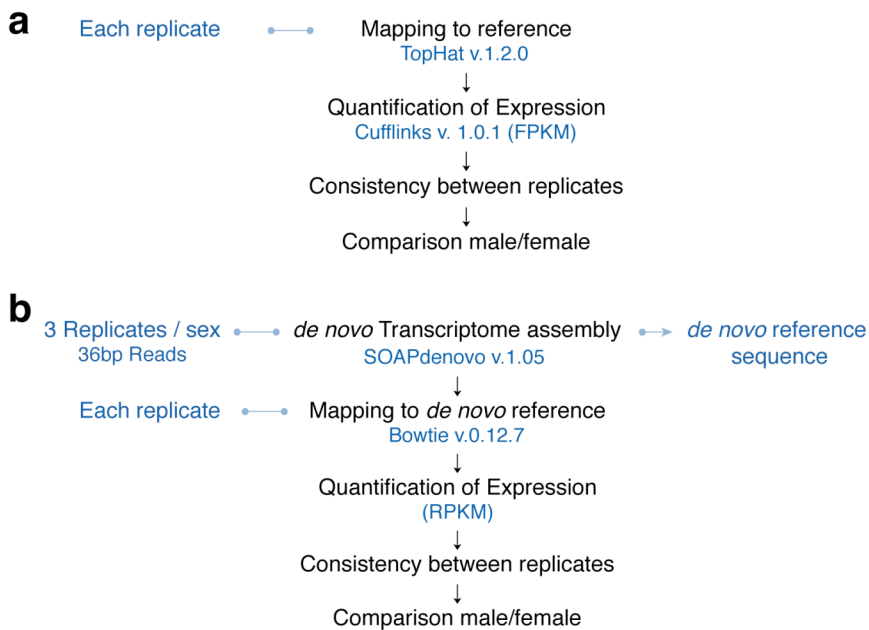 a
Each replicate
Mapping to reference
TopHat v.1.2.0
Quantification of Expression
Cufflinks v. 1.0.1 (FPKM)
Consistency between replicates
Comparison male/female
b
3 Replicates / sex
36bp Reads
de novo Transcriptome assembly
SOAPdenovo v.1.05
de novo reference
sequence
Each replicate
Mapping to de novo reference
Bowtie v.0.12.7
Quantification of Expression
(RPKM)
Consistency between replicates
Comparison male/female